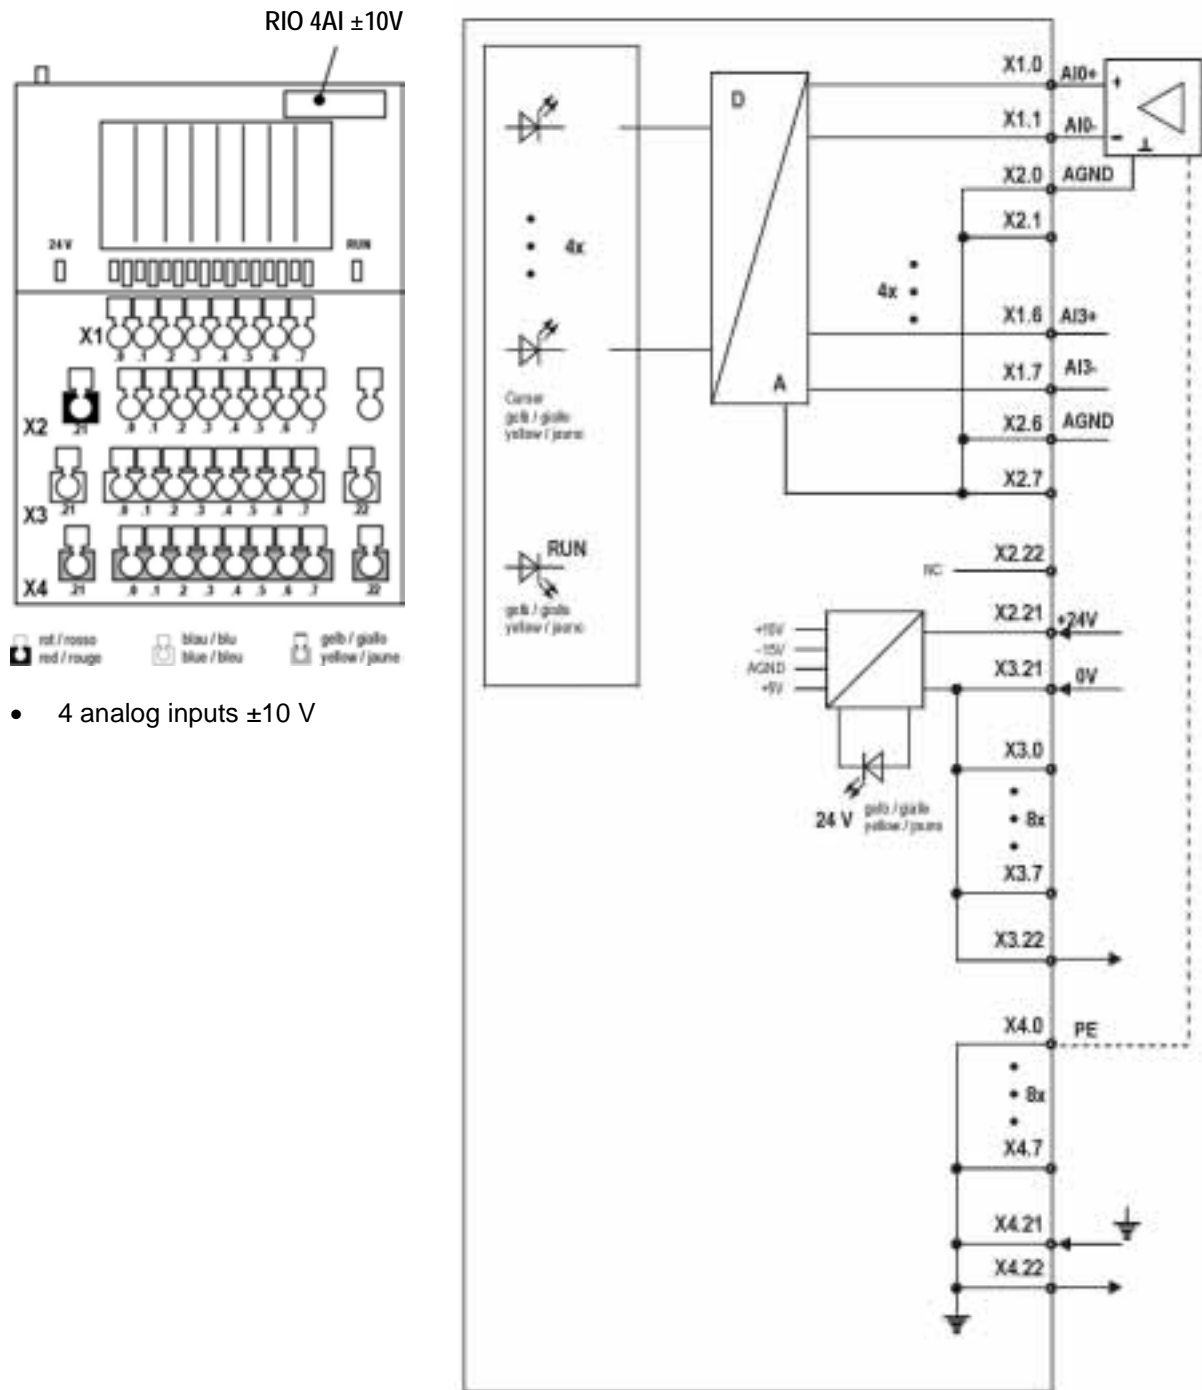 RIO 4AI ±10V
24 V
RUN
X1
.0 .1 .2 .3 .4 .5 .6 .7
X2
.21
.0 .1 .2 .3 .4 .5 .6 .7
X3
.21
.0 .1 .2 .3 .4 .5 .6 .7
.22
X4
.21
.0 .1 .2 .3 .4 .5 .6 .7
.22
rot / rosso
red / rouge
blau / blu
blue / bleu
gelb / giallo
yellow / jaune
• 4 analog inputs ±10 V
4x
Cursor
gelb / giallo
yellow / jaune
RUN
gelb / giallo
yellow / jaune
D
A
4x
X1.0 AI0+
+
X1.1 AI0-
-
X2.0 AGND
X2.1
X1.6 AI3+
X1.7 AI3-
X2.6 AGND
X2.7
X2.22
NC
X2.21 +24V
X3.21 0V
-15V
AGND
24 V
gelb / giallo
yellow / jaune
X3.0
8x
X3.7
X3.22
X4.0 PE
8x
X4.7
X4.21
X4.22